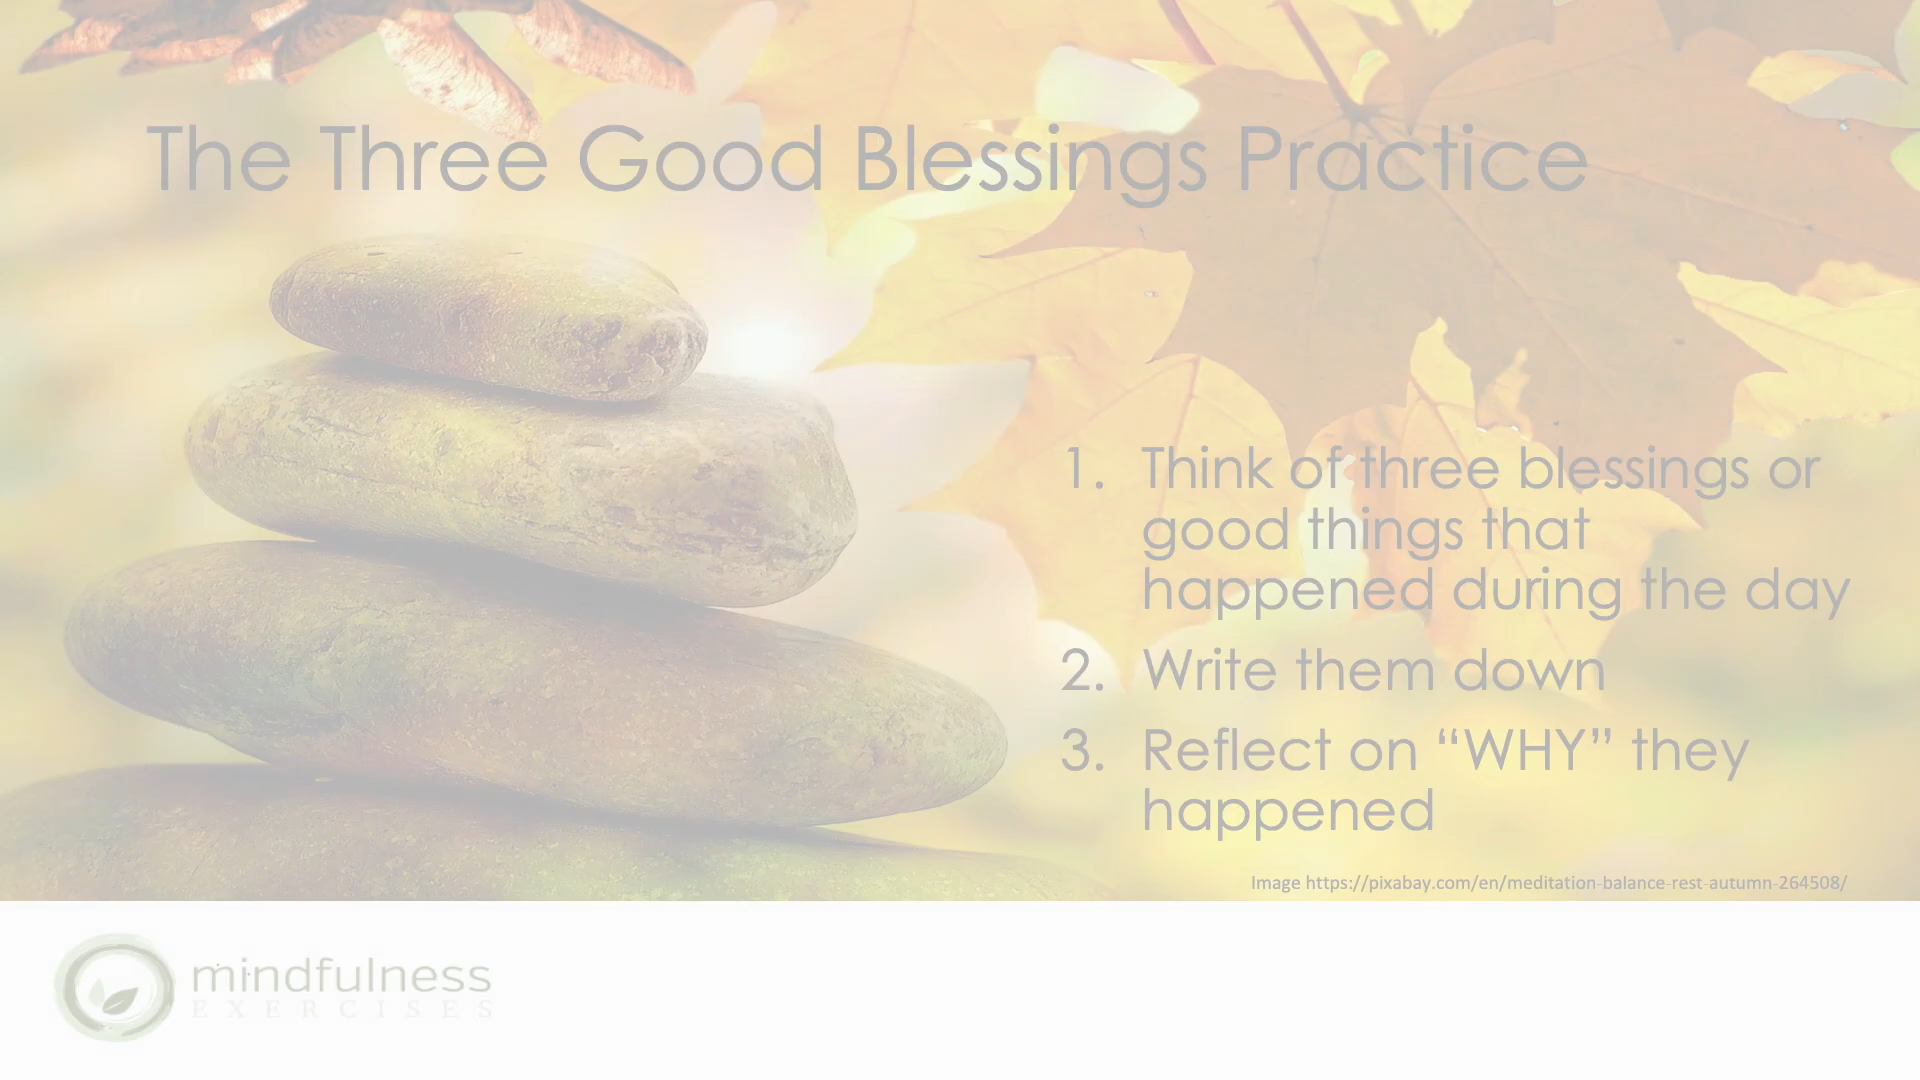 The Three Good Blessings Practice
1. Think of three blessings or
good things that
happened during the day
2. Write them down
3. Reflect on “WHY” they
happened
Image https://pixabay.com/en/meditation-balance-rest-autumn-264508/
mindfulness
EXERCISES